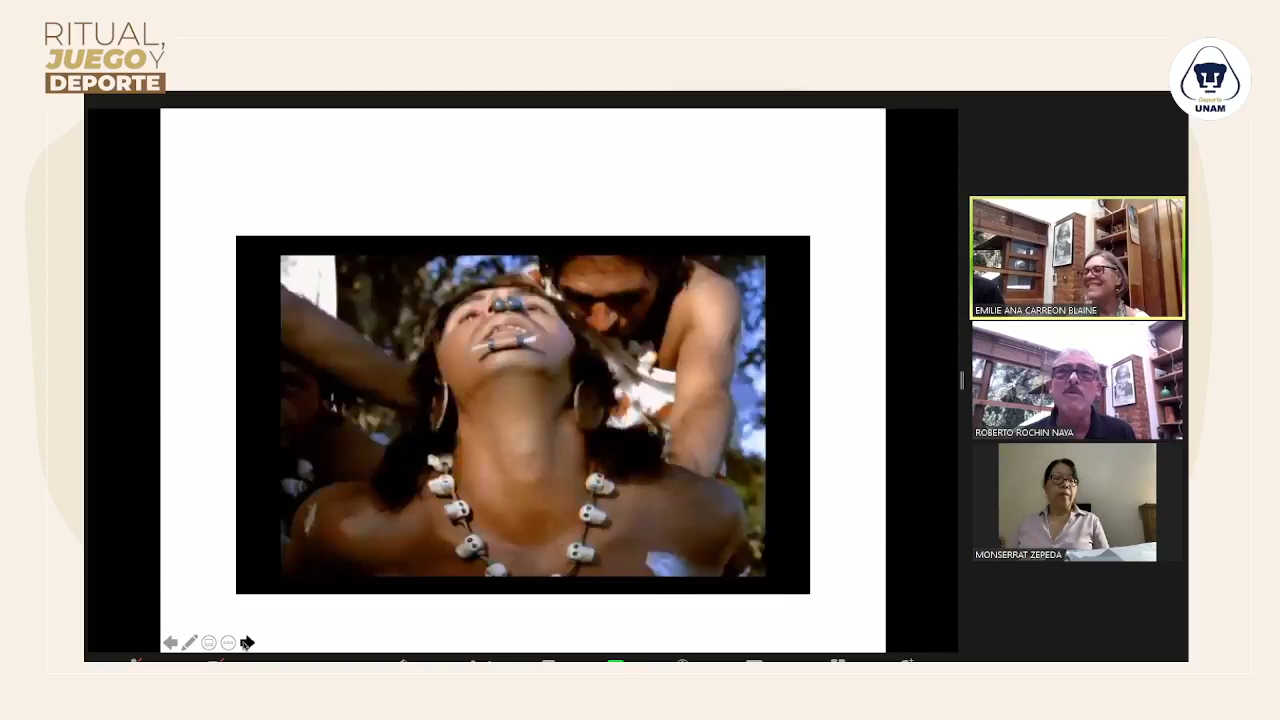 RITUAL,
JUEGO Y
DEPORTE
Deporte
UNAM
EMILIE ANA CARREON BLAINE
ROBERTO ROCHIN NAYA
MONSERRAT ZEPEDA